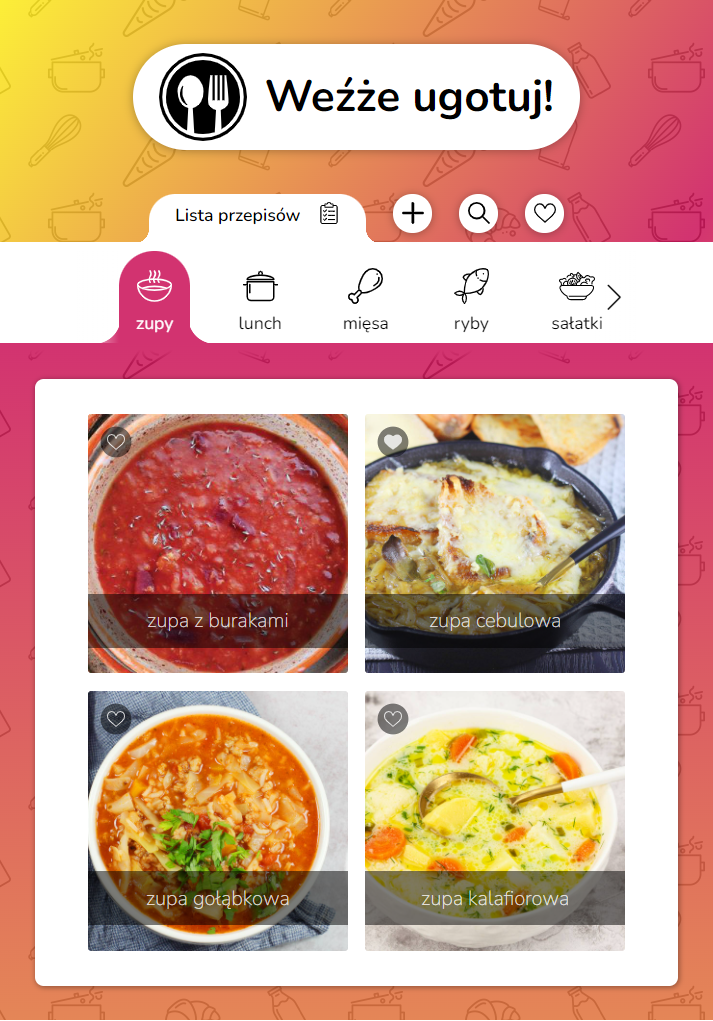 Weźże ugotuj!
Lista przepisów
zupy
lunch
mięsa
ryby
sałatki
zupa z burakami
zupa cebulowa
zupa gołąbkowa
zupa kalafiorowa